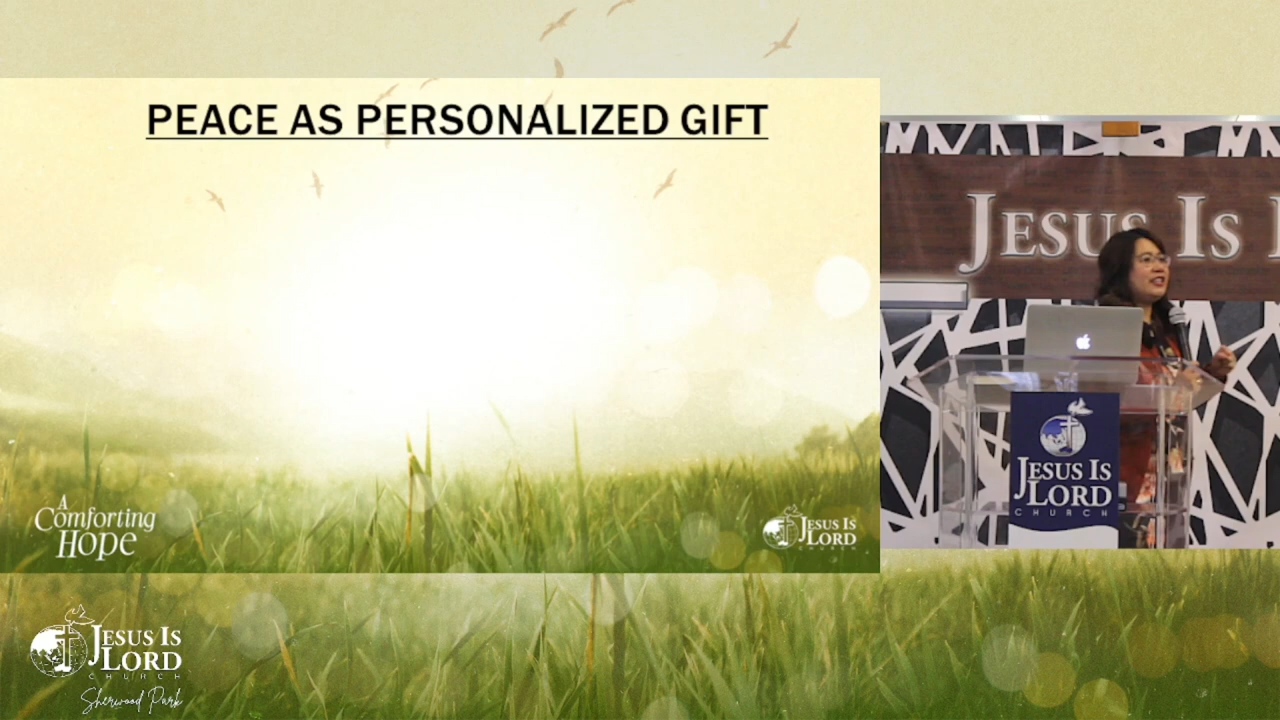 PEACE AS PERSONALIZED GIFT
A
Comforting
Hope
JESUS IS
LORD
CHURCH
JESUS IS
JESUS IS
LORD
CHURCH
JESUS IS
LORD
CHURCH
Sherwood Park